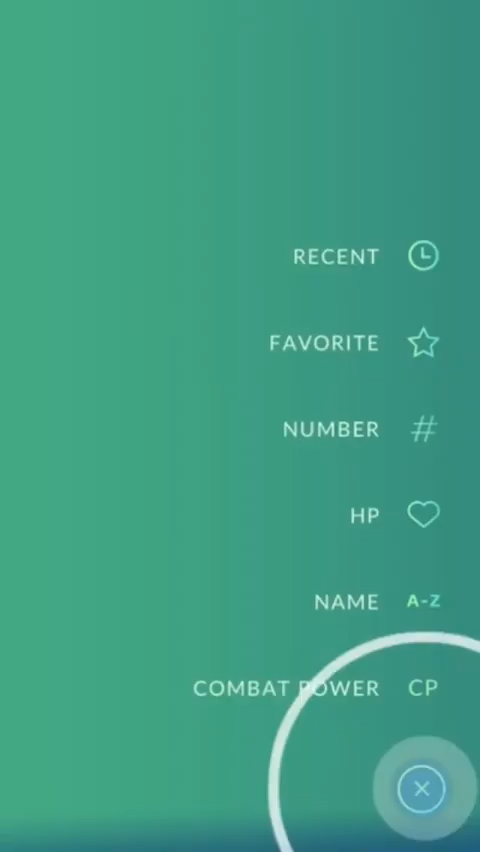 RECENT
FAVORITE
NUMBER #
HP
NAME A-Z
COMBAT POWER CP